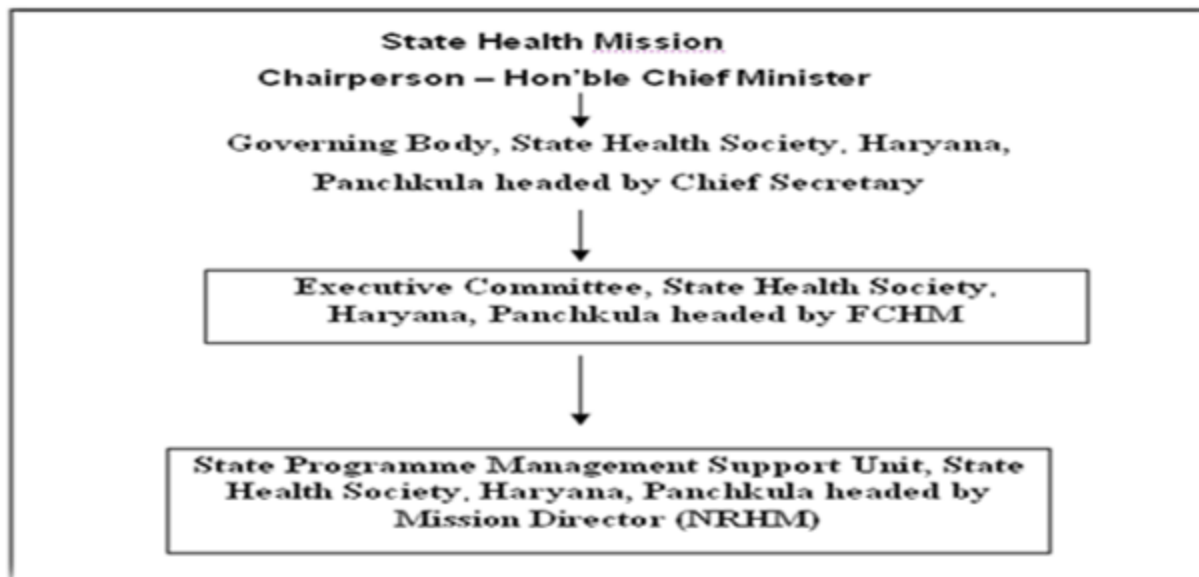 State Health Mission
Chairperson – Hon'ble Chief Minister
Governing Body, State Health Society, Haryana,
Panchkula headed by Chief Secretary
Executive Committee, State Health Society,
Haryana, Panchkula headed by FCHM
State Programme Management Support Unit, State
Health Society, Haryana, Panchkula headed by
Mission Director (NRHM)